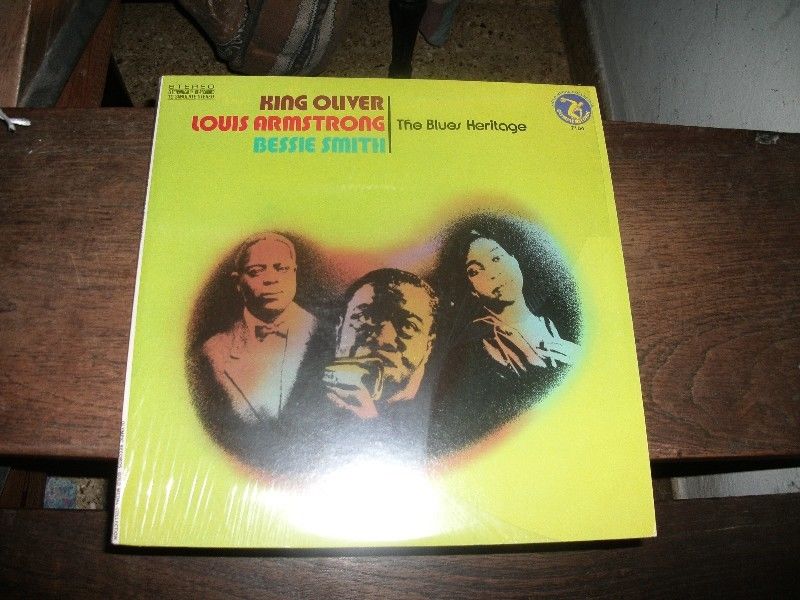 STEREO
KING OLIVER
LOUIS ARMSTRONG
BESSIE SMITH
The Blues Heritage